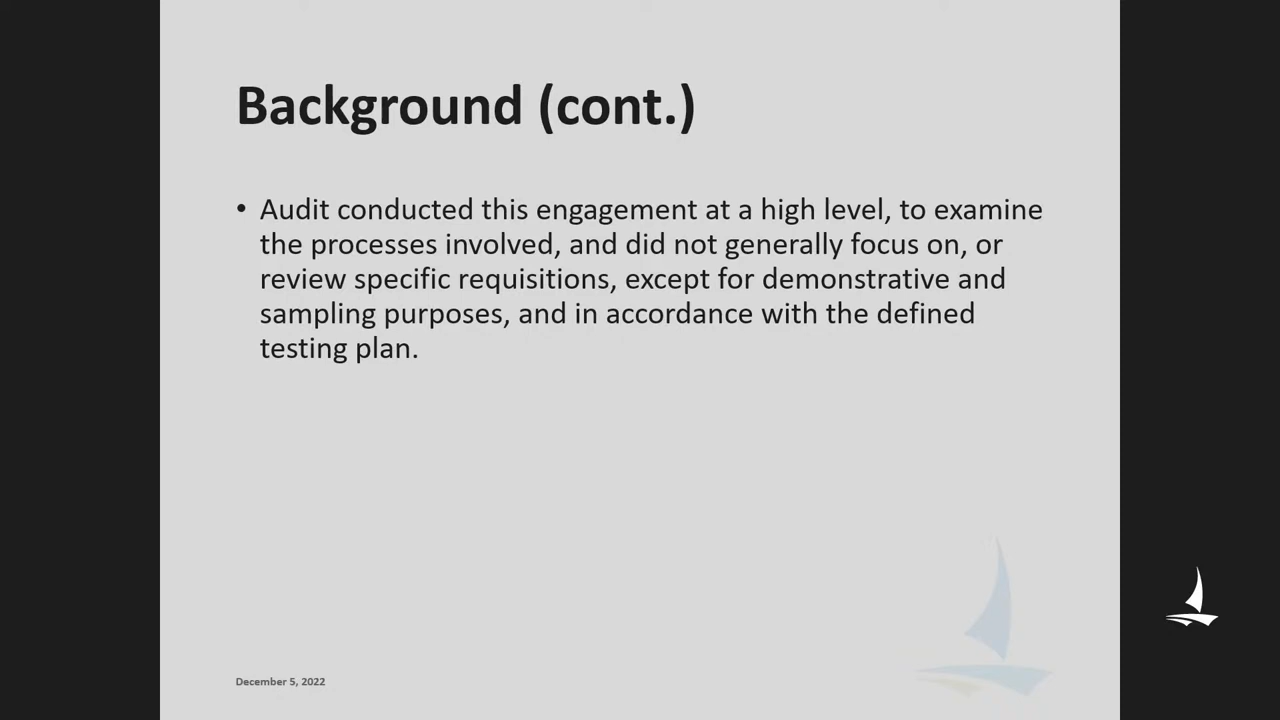 Background (cont.)
• Audit conducted this engagement at a high level, to examine
the processes involved, and did not generally focus on, or
review specific requisitions, except for demonstrative and
sampling purposes, and in accordance with the defined
testing plan.
December 5, 2022